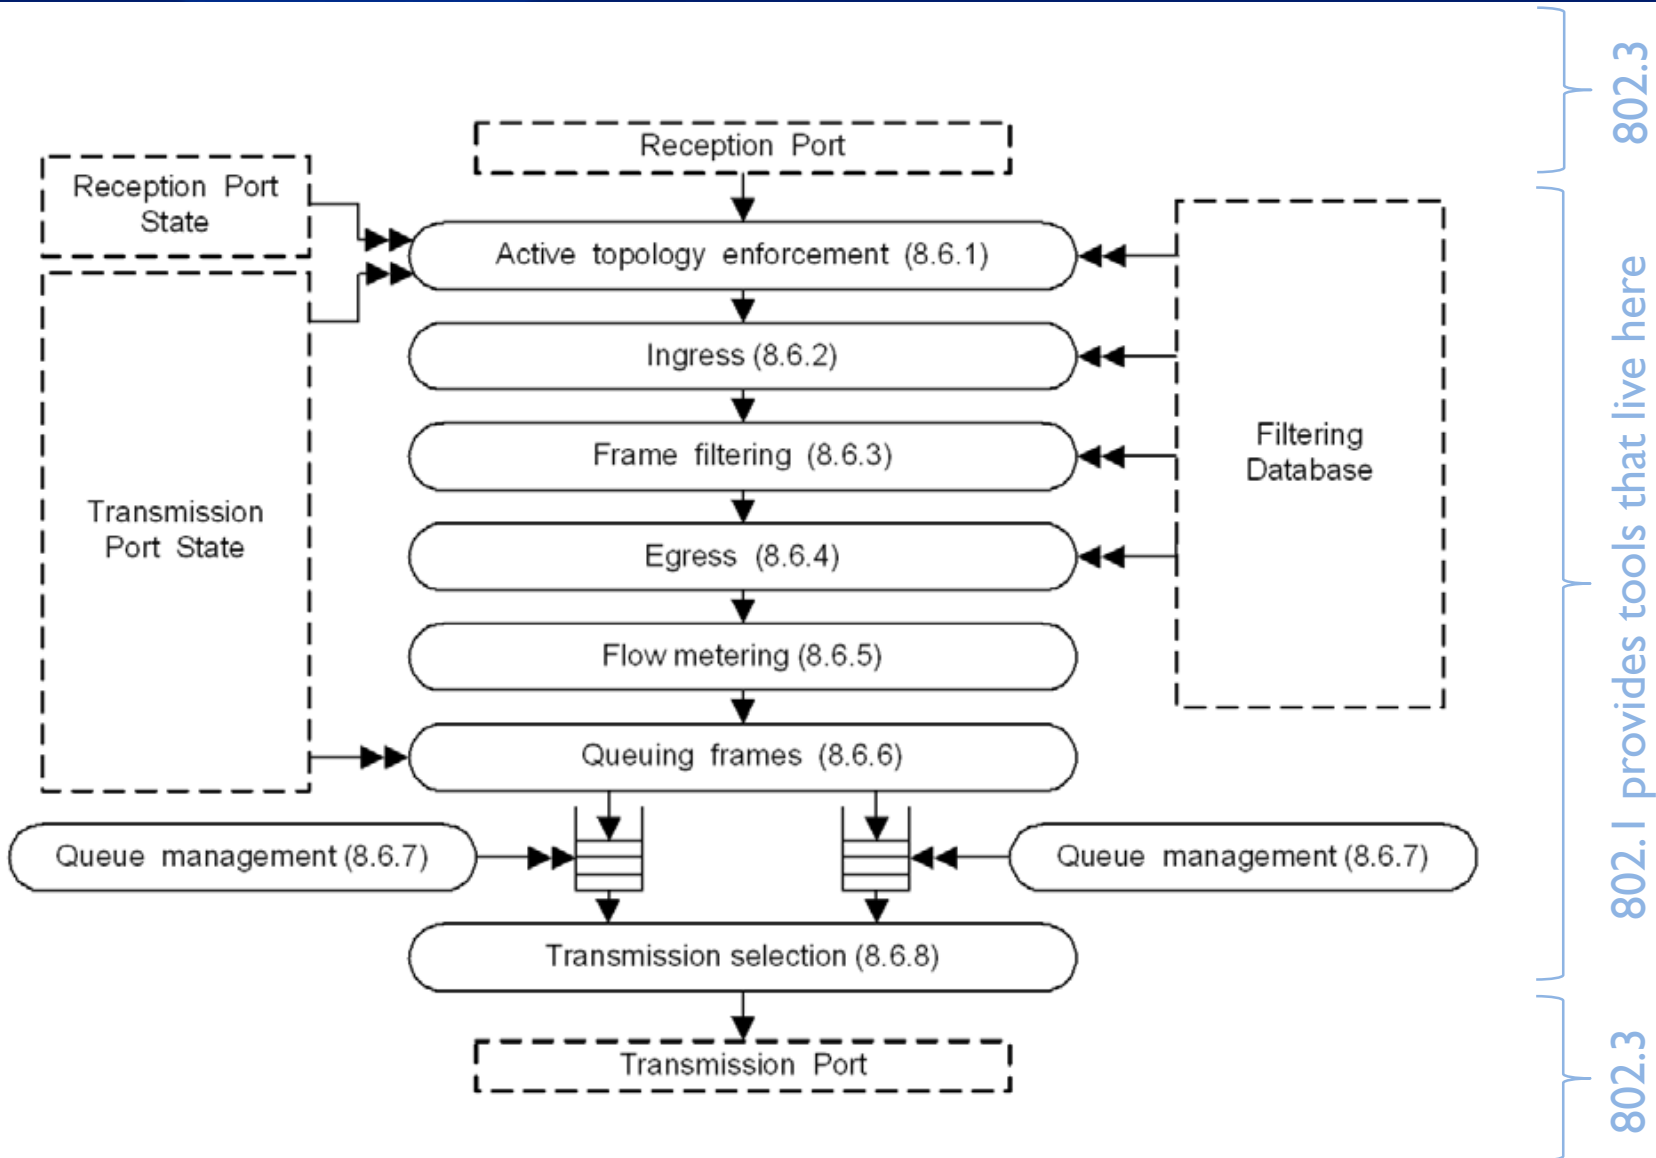 802.3
Reception Port
Reception Port
State
Active topology enforcement (8.6.1)
Ingress (8.6.2)
Frame filtering (8.6.3)
Filtering
Database
Transmission
Port State
Egress (8.6.4)
Flow metering (8.6.5)
Queuing frames (8.6.6)
Queue management (8.6.7)
Queue management (8.6.7)
Transmission selection (8.6.8)
Transmission Port
802.1 provides tools that live here
802.3